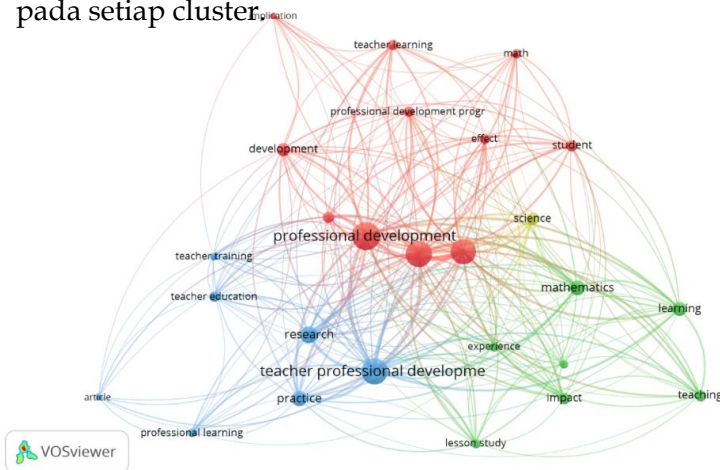 pada setiap cluster.
implication
teacher learning
math
professional development progr
effect
development
student
science
professional development
teacher training
mathematics
teacher education
learning
research
experience
teacher professional developme
article
practice
impact
teaching
professional learning
lesson study
VOSviewer